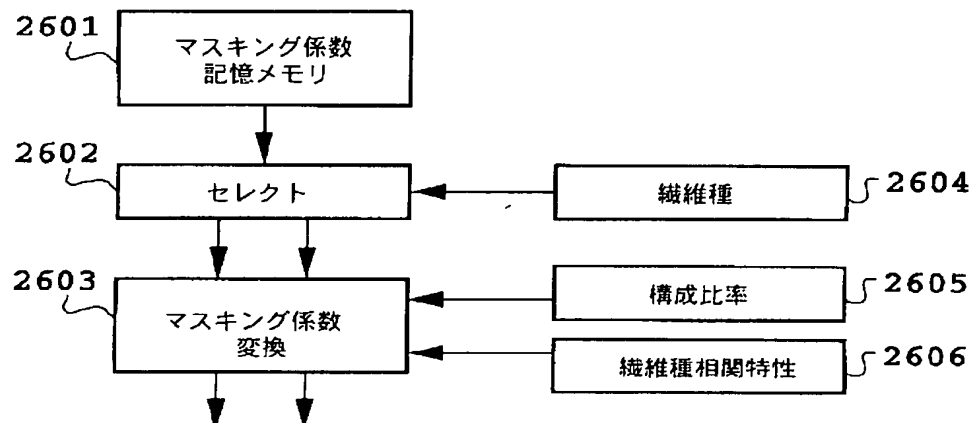 2601
マスキング係数
記憶メモリ
2602
セレクト
繊維種
2604
2603
マスキング係数
変換
構成比率
2605
繊維種相関特性
2606